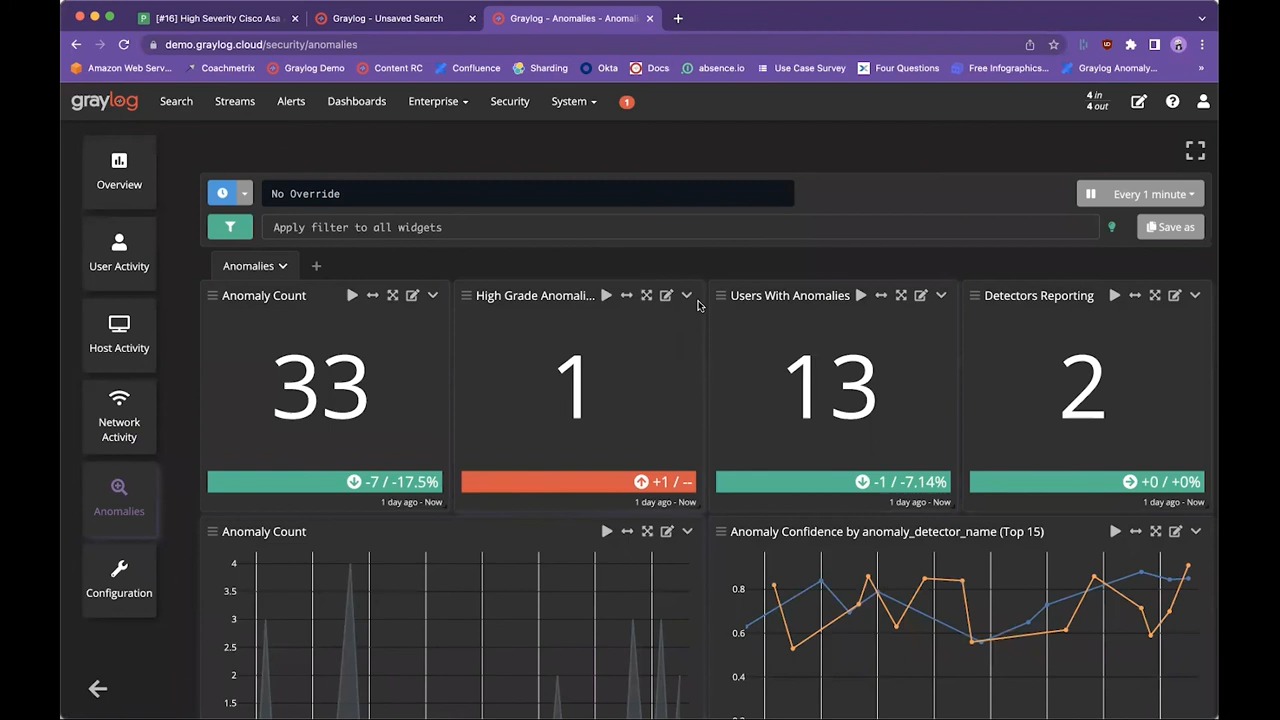 [#16] High Severity Cisco Asa
Graylog - Unsaved Search
Graylog - Anomalies - Anomal
demo.graylog.cloud/security/anomalies
Amazon Web Serv...
Coachmetrix
Graylog Demo
Content RC
Confluence
Sharding
Okta
Docs
absence.io
Use Case Survey
Four Questions
Free Infographics...
Graylog Anomaly...
»
graylog
Search
Streams
Alerts
Dashboards
Enterprise
Security
System
1
4 in
4 out
Overview
User Activity
Host Activity
Network
Activity
Anomalies
Configuration
No Override
Every 1 minute
Apply filter to all widgets
Save as
Anomalies
Anomaly Count
33
-7 / -17.5%
1 day ago - Now
High Grade Anomali...
1
+1 / --
1 day ago - Now
Users With Anomalies
13
-1 / -7.14%
1 day ago - Now
Detectors Reporting
2
+0 / +0%
1 day ago - Now
Anomaly Count
4
3.5
3
2.5
2
1.5
Anomaly Confidence by anomaly_detector_name (Top 15)
0.8
0.6
0.4